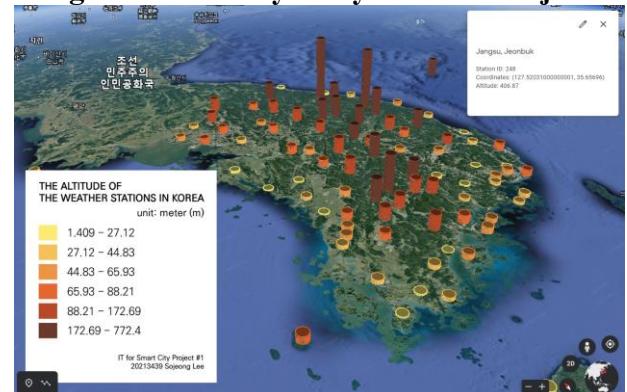 Jangsu, Jeonbuk
Station ID: 248
Coordinates: (127.52031000000001, 35.65696)
Altitude: 406.87
조선
민주주의
인민공화국
THE ALTITUDE OF
THE WEATHER STATIONS IN KOREA
unit: meter (m)
1.409 – 27.12
27.12 – 44.83
44.83 – 65.93
65.93 – 88.21
88.21 – 172.69
172.69 – 772.4
IT for Smart City Project #1
20213439 Sojeong Lee
2D